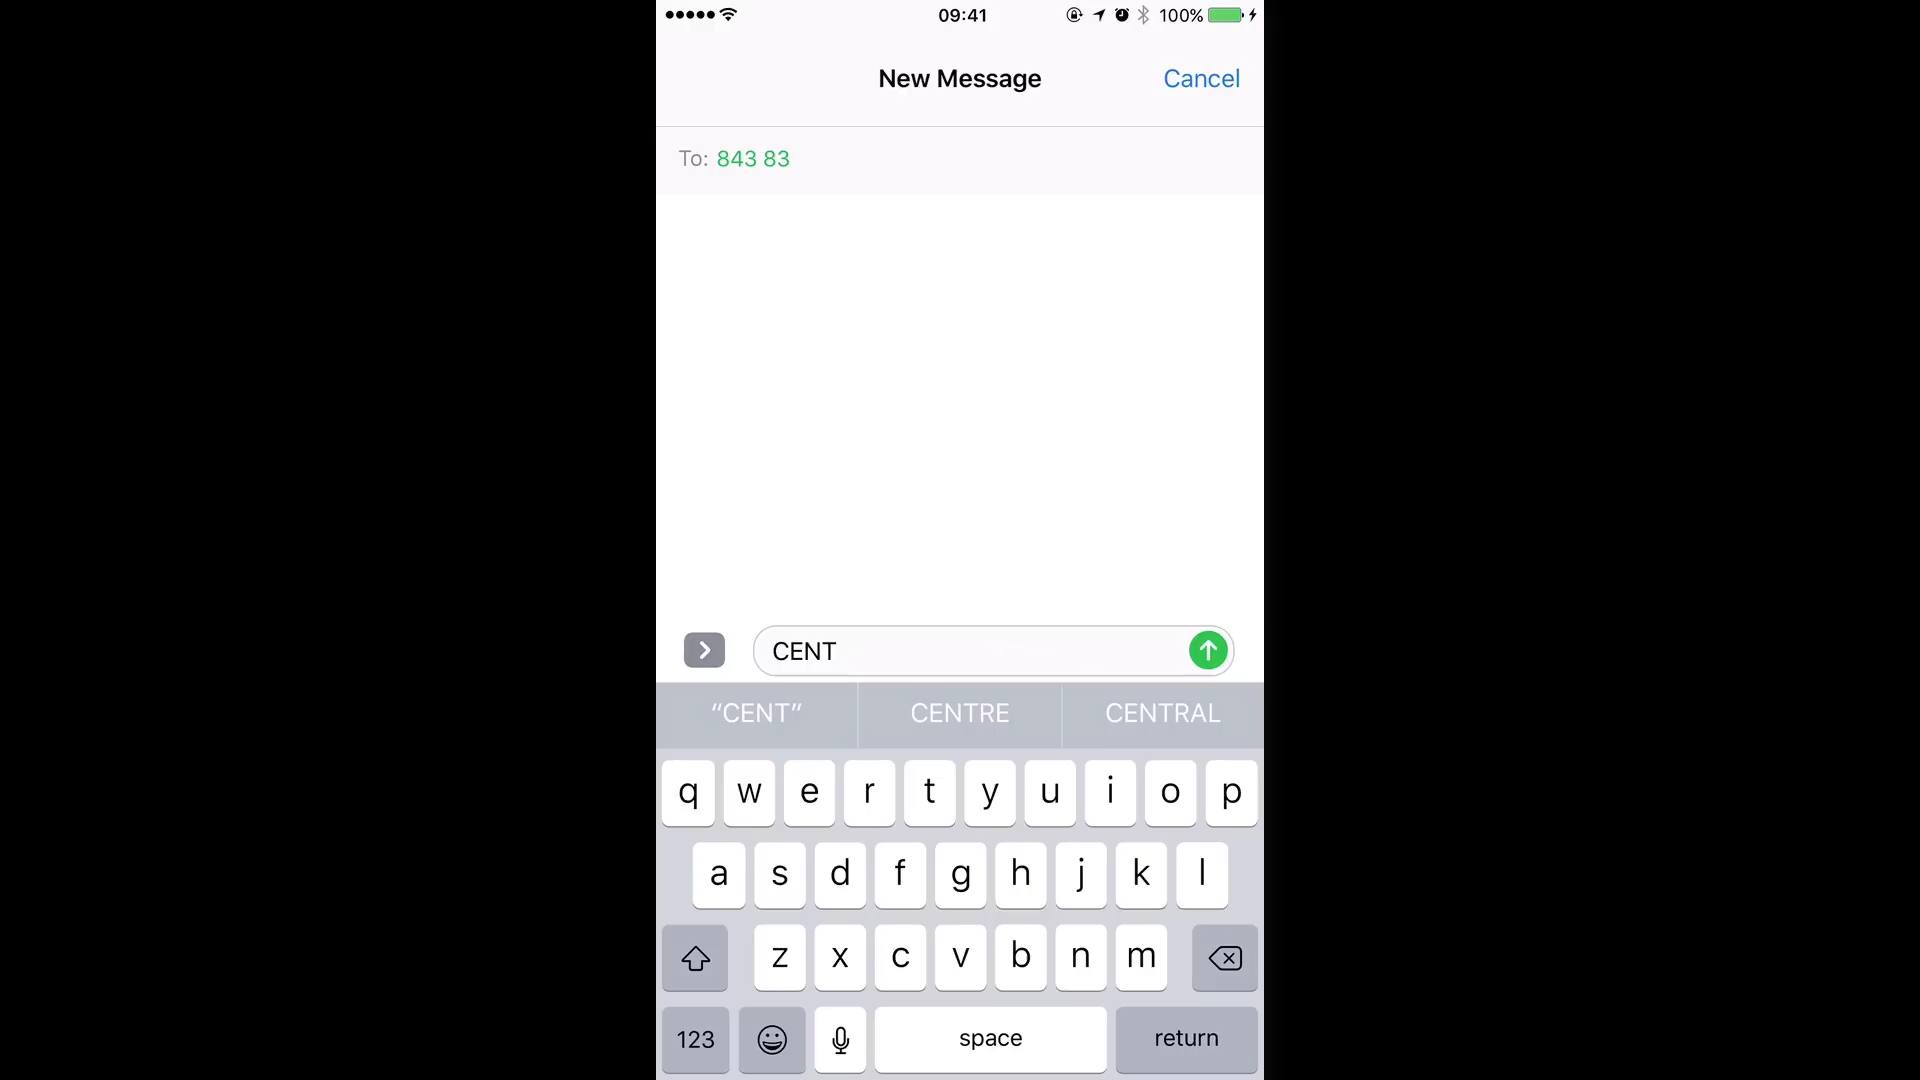 09:41 100%
New Message Cancel
To: 843 83
CENT
“CENT” CENTRE CENTRAL
q w e r t y u i o p
a s d f g h j k l
z x c v b n m
123 space return